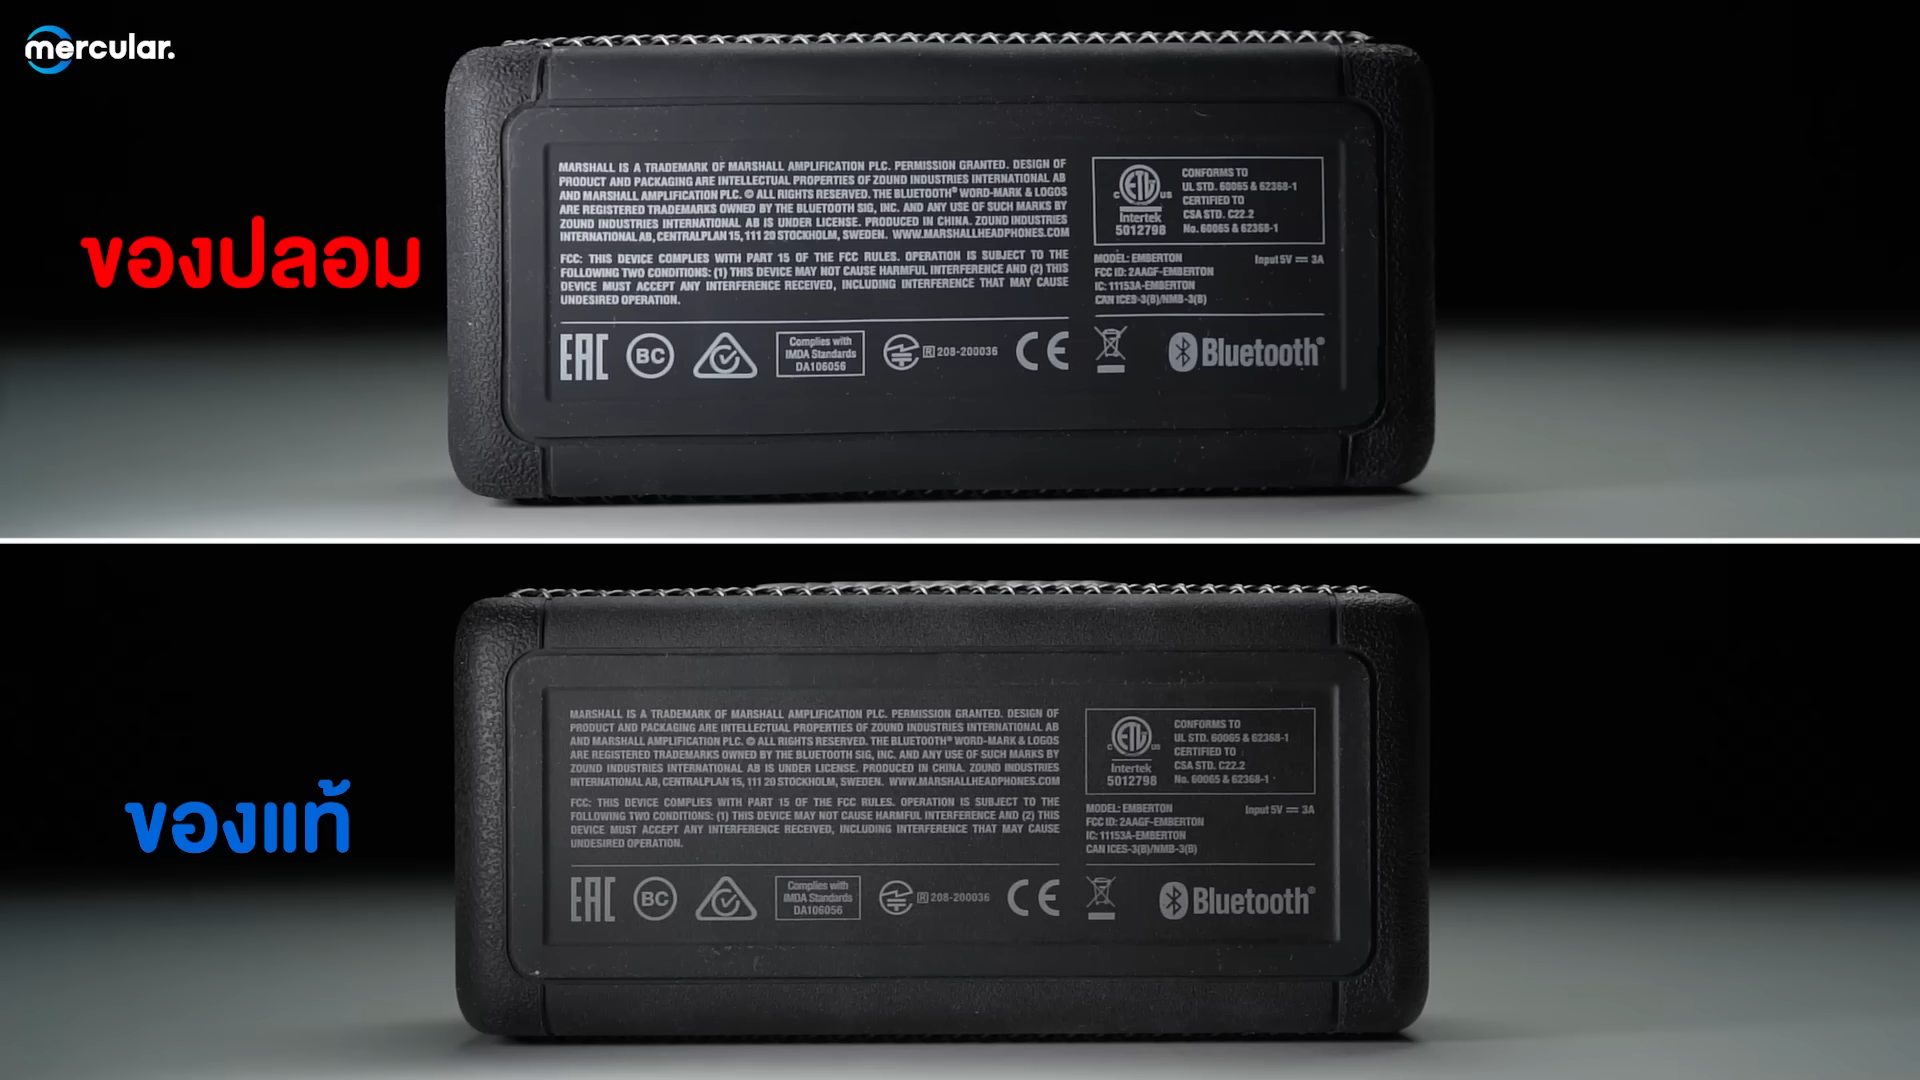 mercular.
ของปลอม
MARSHALL IS A TRADEMARK OF MARSHALL AMPLIFICATION PLC. PERMISSION GRANTED. DESIGN OF
PRODUCT AND PACKAGING ARE INTELLECTUAL PROPERTIES OF ZOUND INDUSTRIES INTERNATIONAL AB
AND MARSHALL AMPLIFICATION PLC. © ALL RIGHTS RESERVED. THE BLUETOOTH® WORD-MARK & LOGOS
ARE REGISTERED TRADEMARKS OWNED BY THE BLUETOOTH SIG, INC. AND ANY USE OF SUCH MARKS BY
ZOUND INDUSTRIES INTERNATIONAL AB IS UNDER LICENSE. PRODUCED IN CHINA. ZOUND INDUSTRIES
INTERNATIONAL AB, CENTRALPLAN 15, 111 20 STOCKHOLM, SWEDEN. WWW.MARSHALLHEADPHONES.COM
FCC: THIS DEVICE COMPLIES WITH PART 15 OF THE FCC RULES. OPERATION IS SUBJECT TO THE
FOLLOWING TWO CONDITIONS: (1) THIS DEVICE MAY NOT CAUSE HARMFUL INTERFERENCE AND (2) THIS
DEVICE MUST ACCEPT ANY INTERFERENCE RECEIVED, INCLUDING INTERFERENCE THAT MAY CAUSE
UNDESIRED OPERATION.
C ETL US
Intertek
5012798
CONFORMS TO
UL STD. 60065 & 62368-1
CERTIFIED TO
CSA STD. C22.2
No. 60065 & 62368-1
MODEL: EMBERTON
Input 5V 3A
FCC ID: 2AAGF-EMBERTON
IC: 11153A-EMBERTON
CAN ICES-3(B)/NMB-3(B)
EAC
BC
Complies with
IMDA Standards
DA106056
R 208-200036
CE
Bluetooth®
ของแท้
MARSHALL IS A TRADEMARK OF MARSHALL AMPLIFICATION PLC. PERMISSION GRANTED. DESIGN OF
PRODUCT AND PACKAGING ARE INTELLECTUAL PROPERTIES OF ZOUND INDUSTRIES INTERNATIONAL AB
AND MARSHALL AMPLIFICATION PLC. © ALL RIGHTS RESERVED. THE BLUETOOTH® WORD-MARK & LOGOS
ARE REGISTERED TRADEMARKS OWNED BY THE BLUETOOTH SIG, INC. AND ANY USE OF SUCH MARKS BY
ZOUND INDUSTRIES INTERNATIONAL AB IS UNDER LICENSE. PRODUCED IN CHINA. ZOUND INDUSTRIES
INTERNATIONAL AB, CENTRALPLAN 15, 111 20 STOCKHOLM, SWEDEN. WWW.MARSHALLHEADPHONES.COM
FCC: THIS DEVICE COMPLIES WITH PART 15 OF THE FCC RULES. OPERATION IS SUBJECT TO THE
FOLLOWING TWO CONDITIONS: (1) THIS DEVICE MAY NOT CAUSE HARMFUL INTERFERENCE AND (2) THIS
DEVICE MUST ACCEPT ANY INTERFERENCE RECEIVED, INCLUDING INTERFERENCE THAT MAY CAUSE
UNDESIRED OPERATION.
C ETL US
Intertek
5012798
CONFORMS TO
UL STD. 60065 & 62368-1
CERTIFIED TO
CSA STD. C22.2
No. 60065 & 62368-1
MODEL: EMBERTON
Input 5V 3A
FCC ID: 2AAGF-EMBERTON
IC: 11153A-EMBERTON
CAN ICES-3(B)/NMB-3(B)
EAC
BC
Complies with
IMDA Standards
DA106056
R 208-200036
CE
Bluetooth®